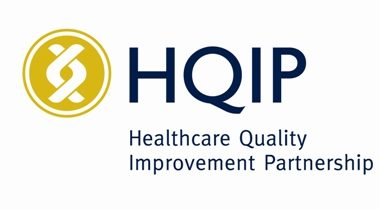 HQIP
Healthcare Quality
Improvement Partnership